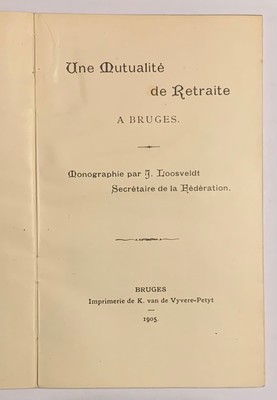 Une Mutualité
de Retraite
A BRUGES.
Monographie par J. Loosveldt
Secrétaire de la Fédération.
BRUGES
Imprimerie de K. van de Vyvere-Petyt
1905.